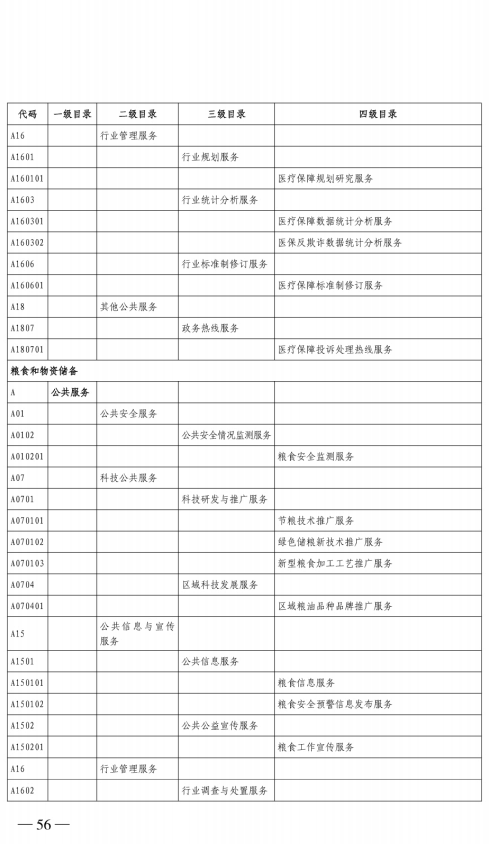 代码 一级目录 二级目录 三级目录 四级目录
A16 行业管理服务
A1601 行业规划服务
A160101 医疗保障规划研究服务
A1603 行业统计分析服务
A160301 医疗保障数据统计分析服务
A160302 医保反欺诈数据统计分析服务
A1606 行业标准制修订服务
A160601 医疗保障标准制修订服务
A18 其他公共服务
A1807 政务热线服务
A180701 医疗保障投诉处理热线服务
粮食和物资储备
A 公共服务
A01 公共安全服务
A0102 公共安全情况监测服务
A010201 粮食安全监测服务
A07 科技公共服务
A0701 科技研发与推广服务
A070101 节粮技术推广服务
A070102 绿色储粮新技术推广服务
A070103 新型粮食加工工艺推广服务
A0704 区域科技发展服务
A070401 区域粮油品种品牌推广服务
A15 公共信息与宣传
服务
A1501 公共信息服务
A150101 粮食信息服务
A150102 粮食安全预警信息发布服务
A1502 公共公益宣传服务
A150201 粮食工作宣传服务
A16 行业管理服务
A1602 行业调查与处置服务
— 56 —